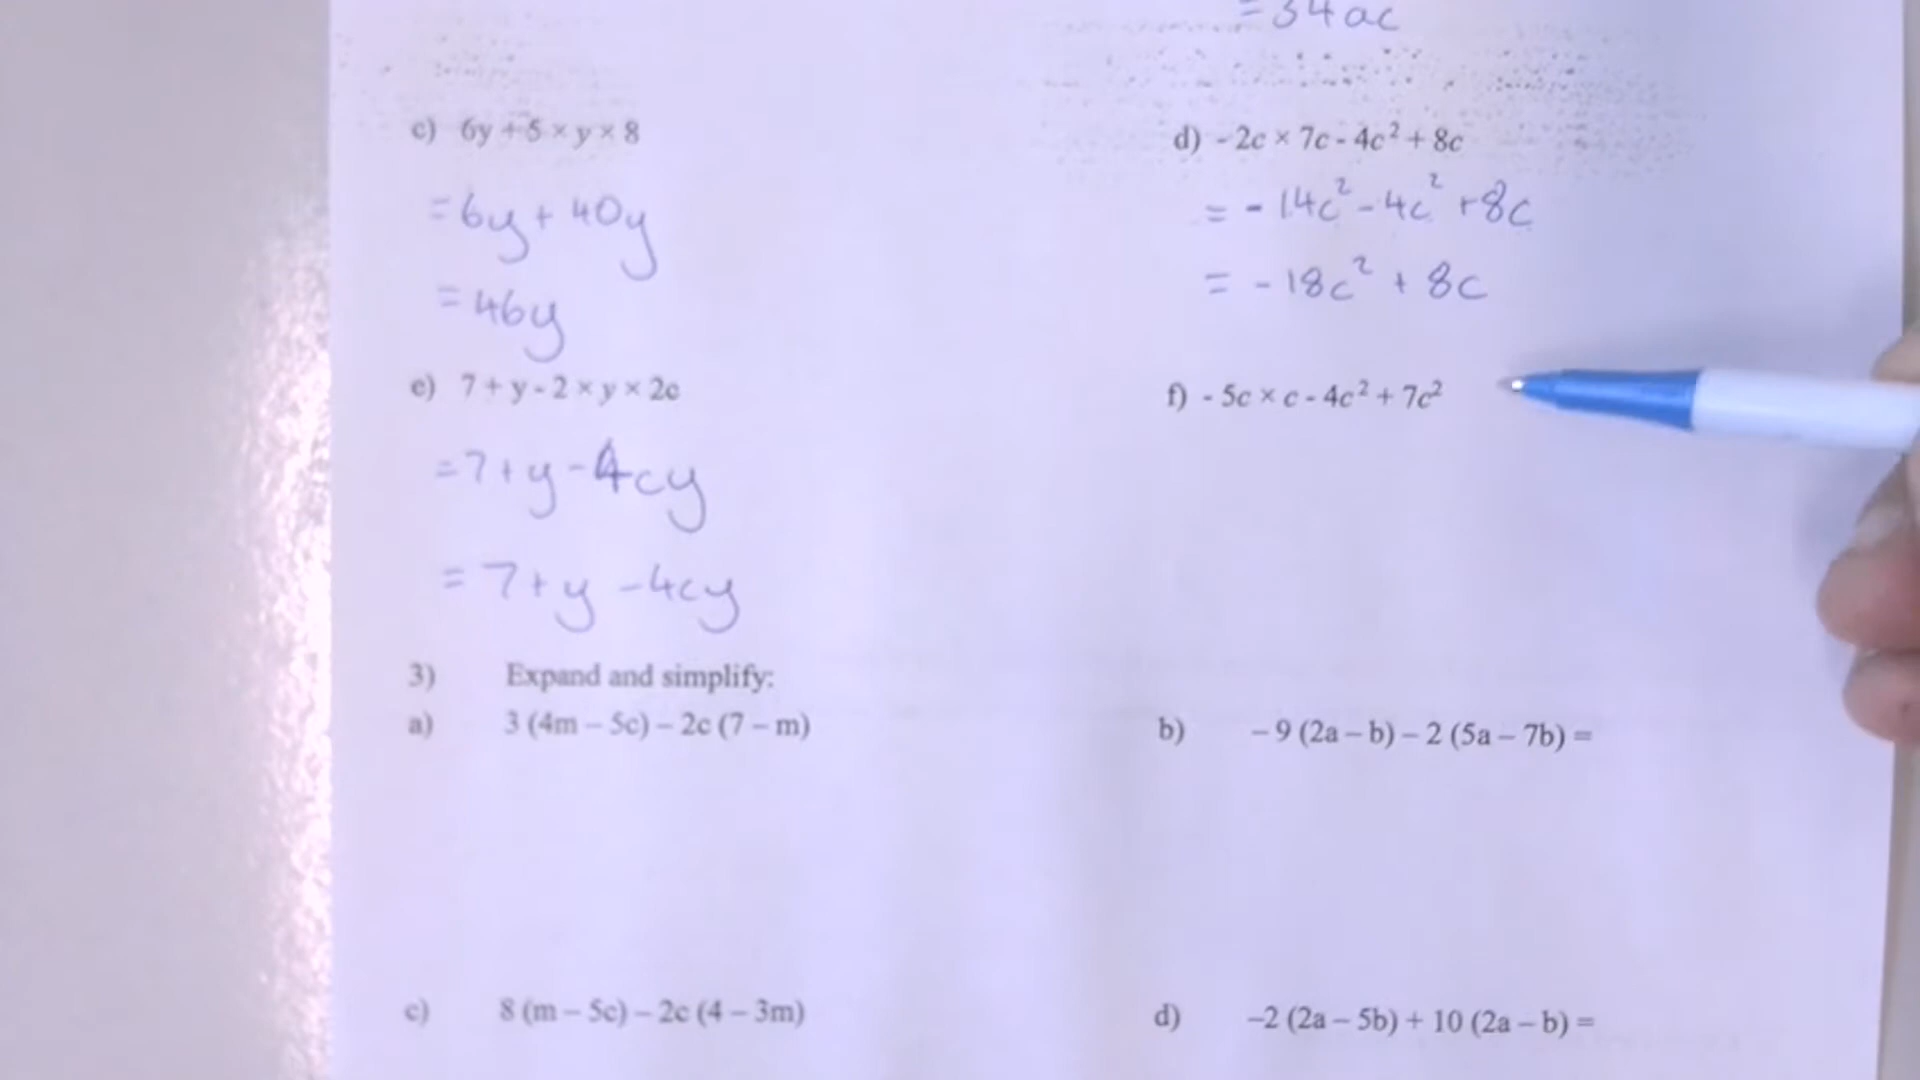 = 34ac
c) 6y + 5 × y × 8
= 6y + 40y
= 46y
d) - 2c × 7c - 4c² + 8c
= - 14c² - 4c² + 8c
= - 18c² + 8c
e) 7 + y - 2 × y × 2c
= 7 + y - 4cy
= 7 + y - 4cy
f) - 5c × c - 4c² + 7c²
3) Expand and simplify:
a) 3 (4m – 5c) – 2c (7 – m)
b) – 9 (2a – b) – 2 (5a – 7b) =
c) 8 (m – 5c) – 2c (4 – 3m)
d) –2 (2a – 5b) + 10 (2a – b) =